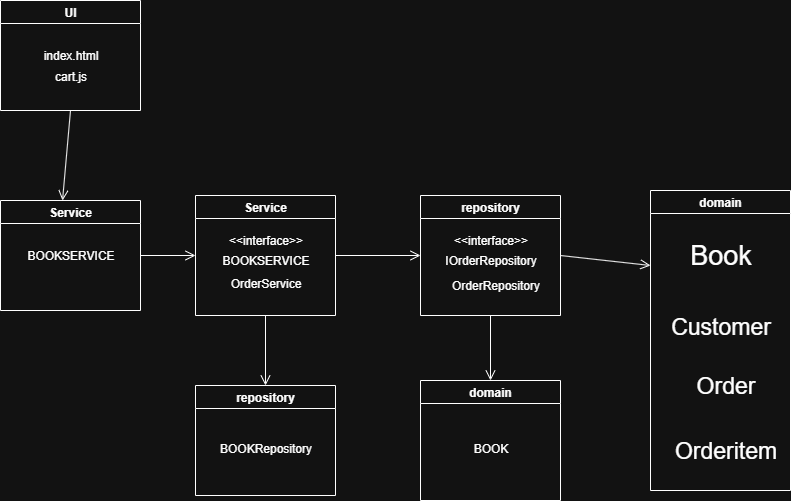 UI
index.html
cart.js
Service
BOOKSERVICE
Service
<<interface>>
BOOKSERVICE
OrderService
repository
<<interface>>
IOrderRepository
OrderRepository
domain
Book
Customer
Order
Orderitem
repository
BOOKRepository
domain
BOOK